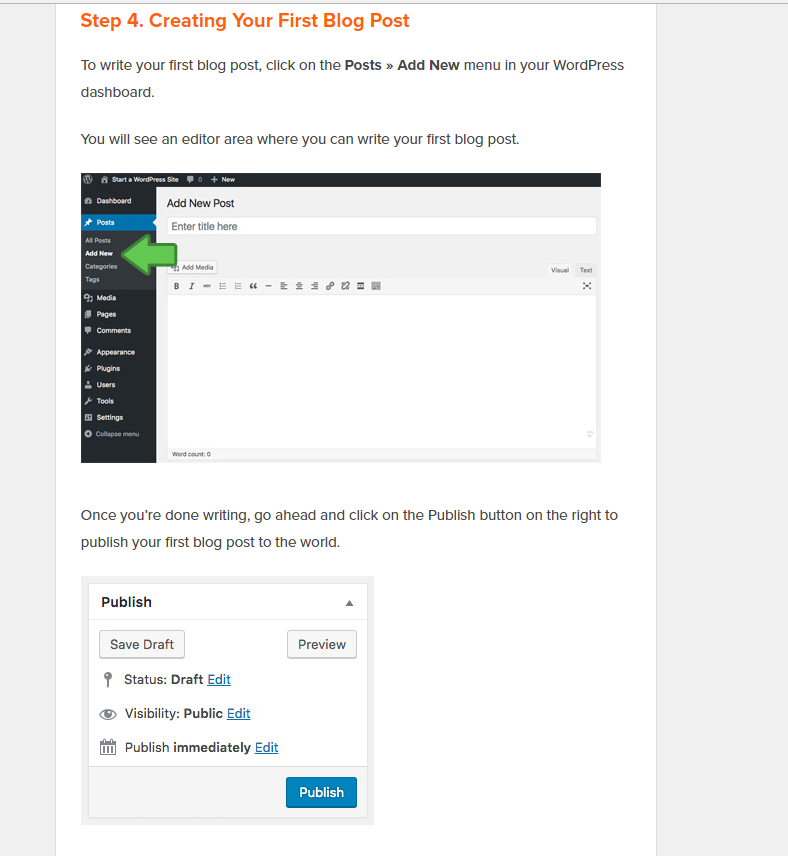 Step 4. Creating Your First Blog Post
To write your first blog post, click on the Posts » Add New menu in your WordPress
dashboard.
You will see an editor area where you can write your first blog post.
Start a WordPress Site 0 + New
Dashboard
Posts
All Posts
Add New
Categories
Tags
Media
Pages
Comments
Appearance
Plugins
Users
Tools
Settings
Collapse menu
Add New Post
Enter title here
Add Media
Visual Text
B I ABC
Word count: 0
Once you're done writing, go ahead and click on the Publish button on the right to
publish your first blog post to the world.
Publish
Save Draft Preview
Status: Draft Edit
Visibility: Public Edit
Publish immediately Edit
Publish